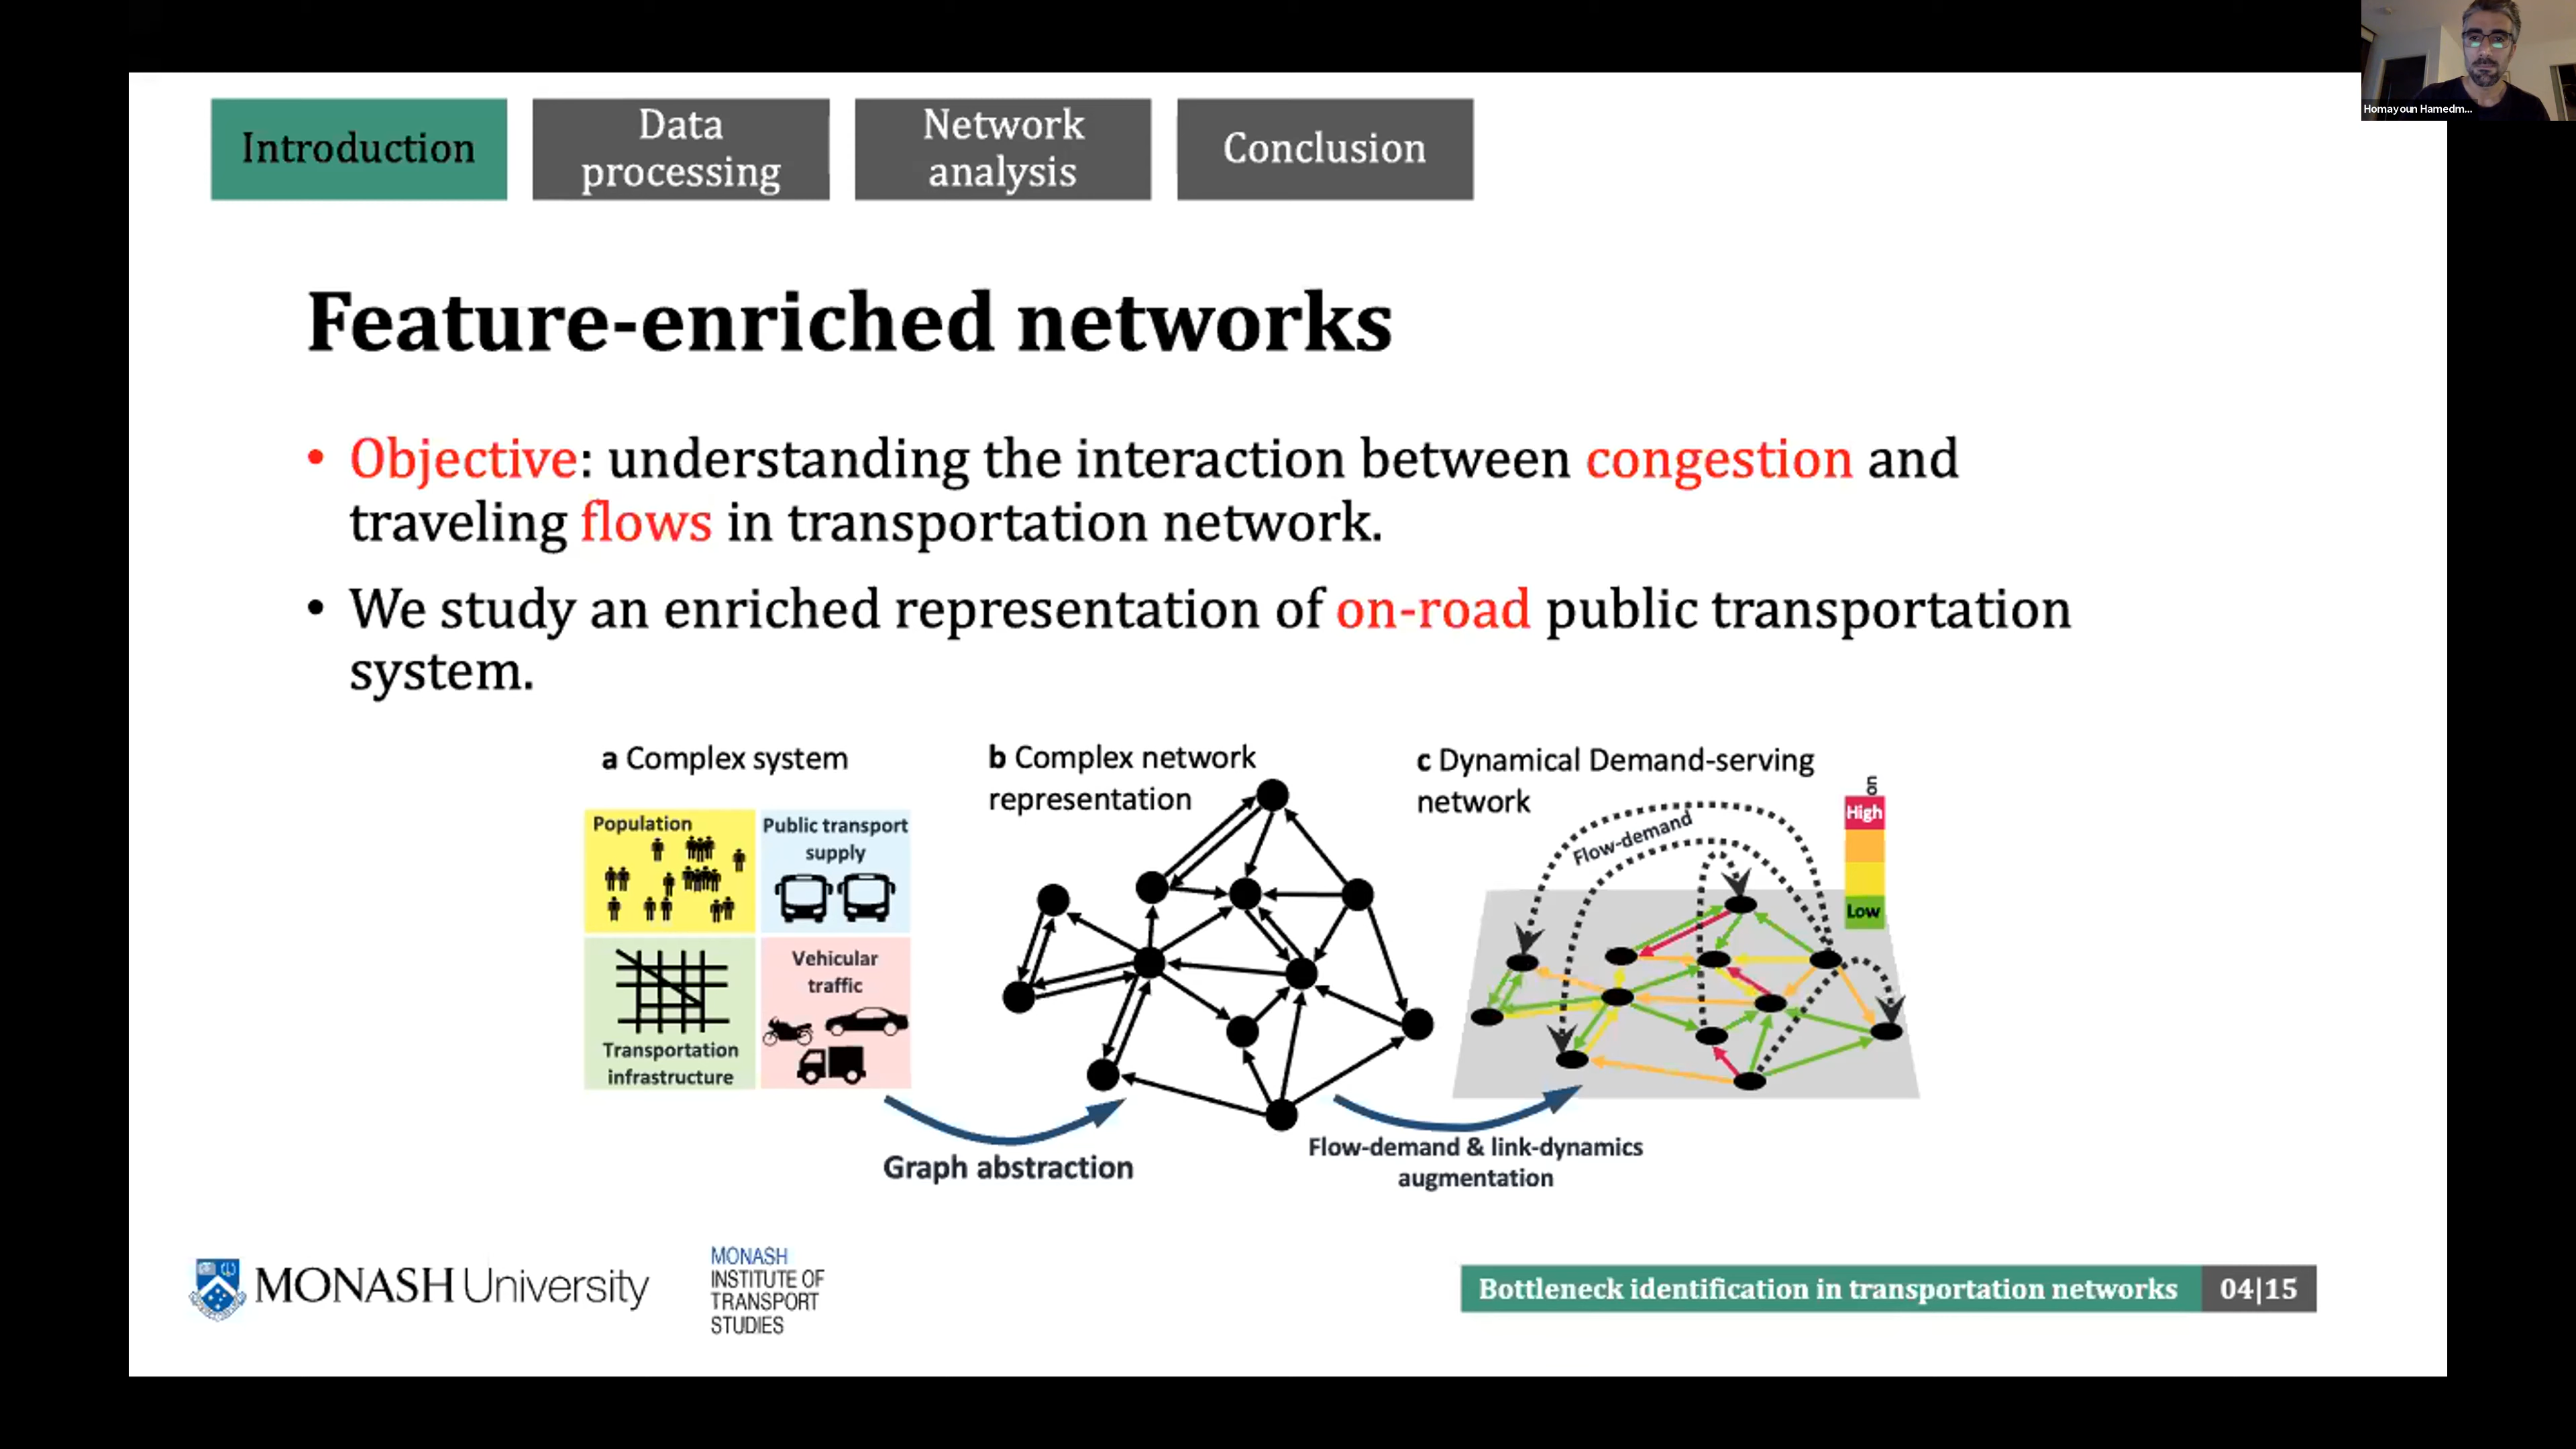 Homayoun Hamedm...
Introduction
Data
processing
Network
analysis
Conclusion
Feature-enriched networks
• Objective: understanding the interaction between congestion and
traveling flows in transportation network.
• We study an enriched representation of on-road public transportation
system.
a Complex system
Population
Public transport
supply
Transportation
infrastructure
Vehicular
traffic
Graph abstraction
b Complex network
representation
Flow-demand & link-dynamics
augmentation
c Dynamical Demand-serving
network
Flow-demand
on
High
Low
MONASH University
MONASH
INSTITUTE OF
TRANSPORT
STUDIES
Bottleneck identification in transportation networks
04|15